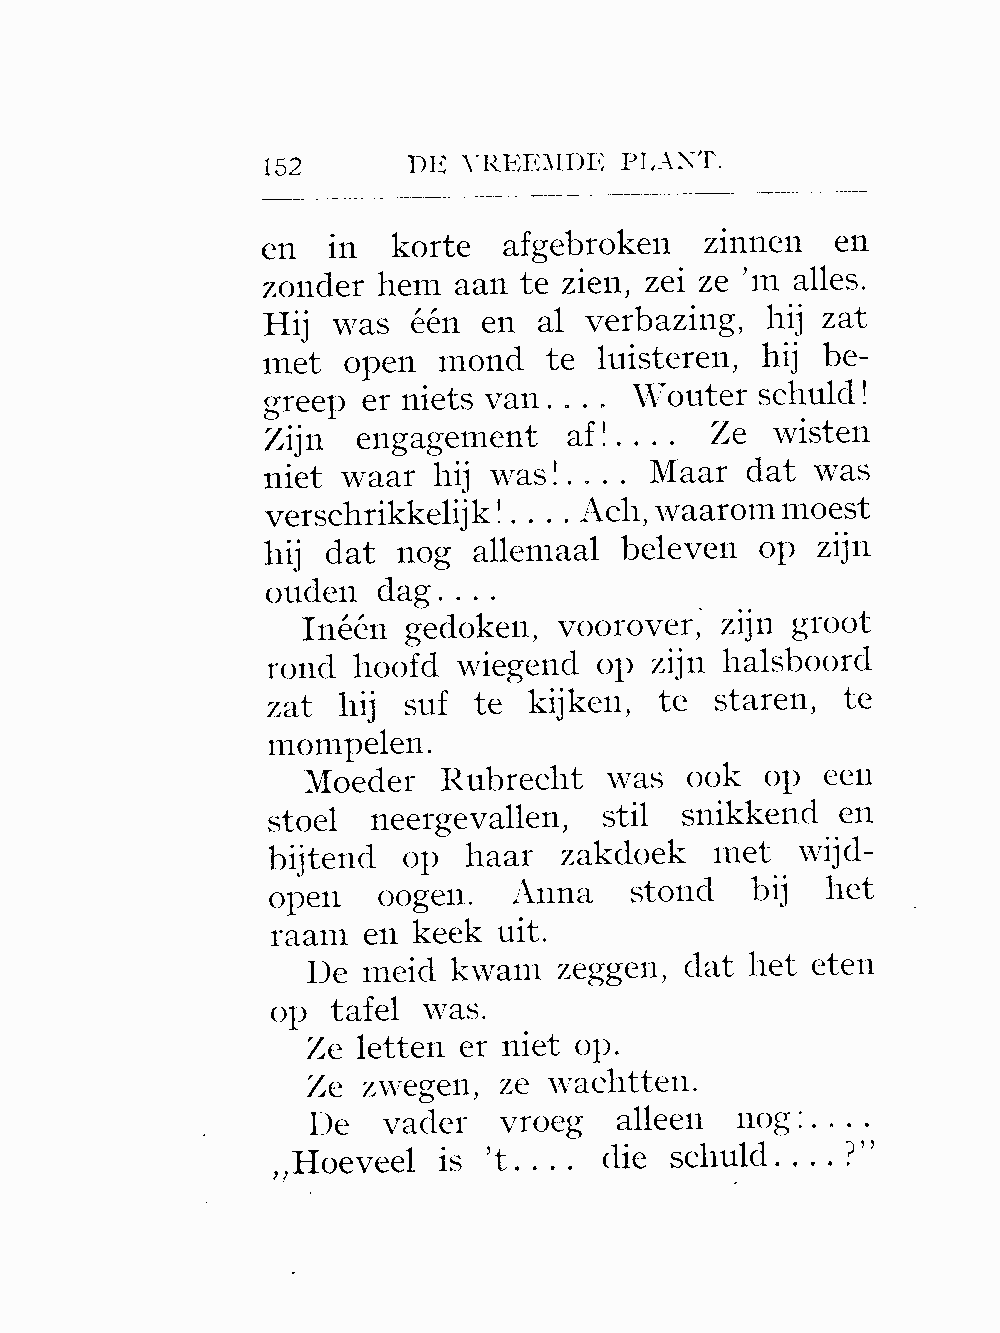 152 DE VREEMDE PLANT.
en in korte afgebroken zinnen en
zonder hem aan te zien, zei ze 'm alles.
Hij was één en al verbazing, hij zat
met open mond te luisteren, hij be-
greep er niets van.... Wouter schuld!
Zijn engagement af!.... Ze wisten
niet waar hij was!.... Maar dat was
verschrikkelijk!.... Ach, waarom moest
hij dat nog allemaal beleven op zijn
ouden dag....
Inéén gedoken, voorover, zijn groot
rond hoofd wiegend op zijn halsboord
zat hij suf te kijken, te staren, te
mompelen.
Moeder Rubrecht was ook op een
stoel neergevallen, stil snikkend en
bijtend op haar zakdoek met wijd-
open oogen. Anna stond bij het
raam en keek uit.
De meid kwam zeggen, dat het eten
op tafel was.
Ze letten er niet op.
Ze zwegen, ze wachtten.
De vader vroeg alleen nog:....
„Hoeveel is 't.... die schuld....?”